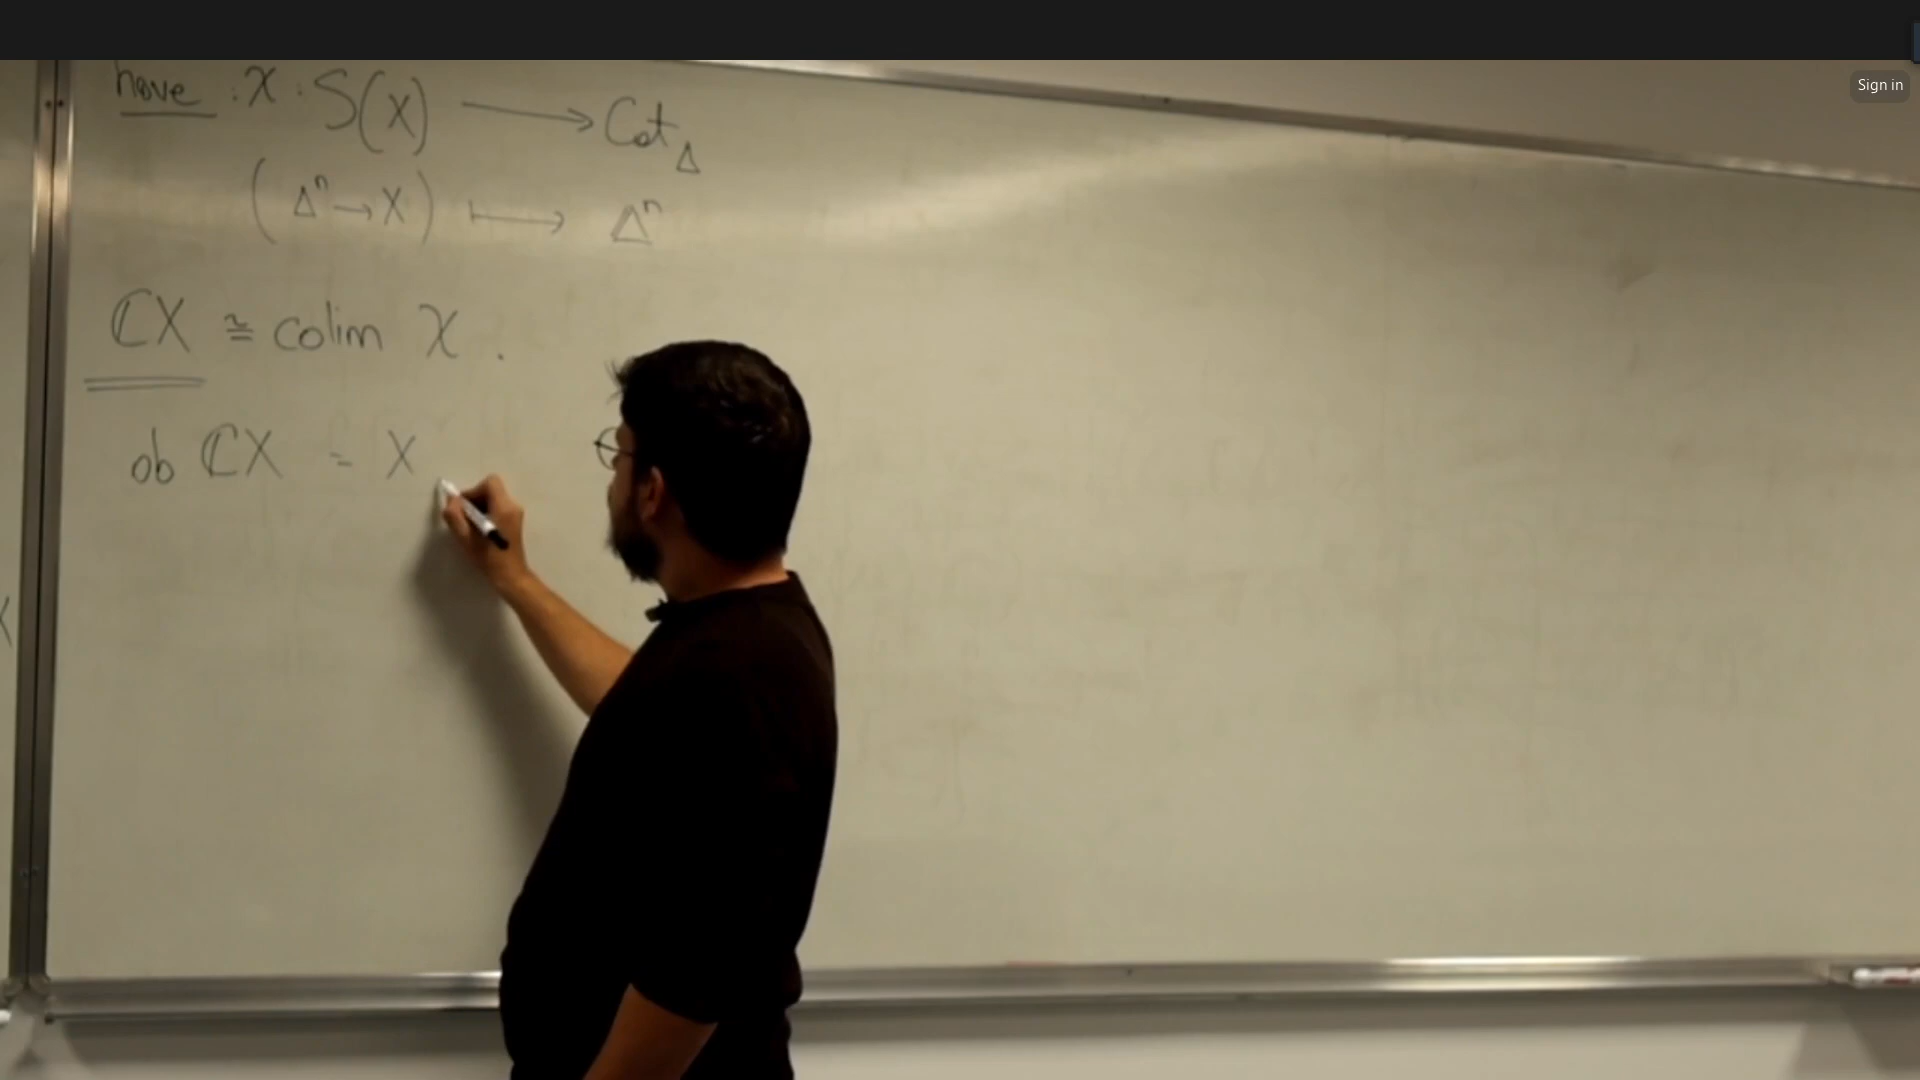 Sign in
have : χ : S(X) ⟶ Cat_Δ
(Δⁿ → X) ⟼ Δⁿ
ℂX ≅ colim χ .
ob ℂX = X